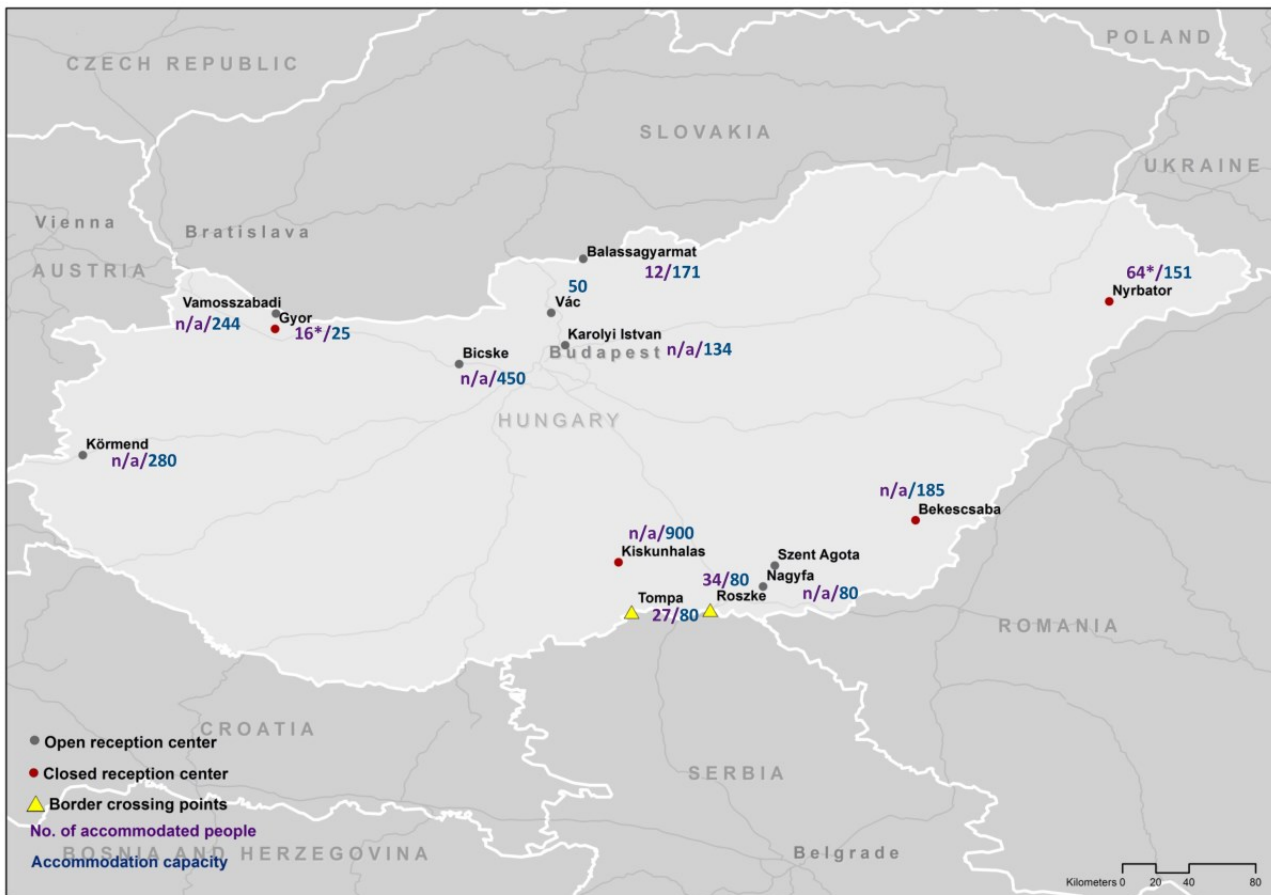 POLAND
CZECH REPUBLIC
SLOVAKIA
UKRAINE
Vienna
Bratislava
AUSTRIA
Balassagyarmat
12/171
64*/151
Nyrbator
50
Vác
Vamosszabadi
n/a/244
Gyor
16*/25
Karolyi Istvan
n/a/134
Budapest
Bicske
n/a/450
HUNGARY
Körmend
n/a/280
n/a/185
Bekescsaba
n/a/900
Kiskunhalas
Szent Agota
34/80
Nagyfa
n/a/80
Tompa
27/80
Roszke
ROMANIA
CROATIA
SERBIA
Belgrade
Open reception center
Closed reception center
Border crossing points
No. of accommodated people
BOSNIA AND HERZEGOVINA
Accommodation capacity
Kilometers 0 20 40 80